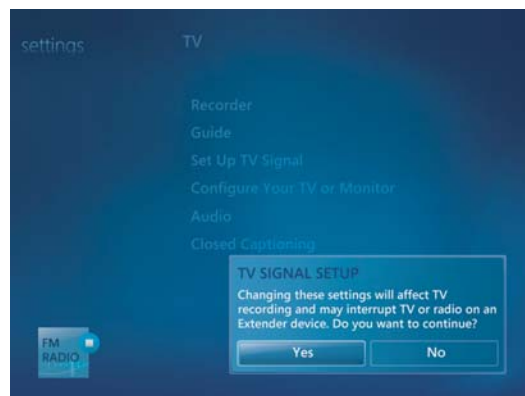 settings
TV
Recorder
Guide
Set Up TV Signal
Configure Your TV or Monitor
Audio
Closed Captioning
TV SIGNAL SETUP
Changing these settings will affect TV
recording and may interrupt TV or radio on an
Extender device. Do you want to continue?
Yes
No
FM
RADIO